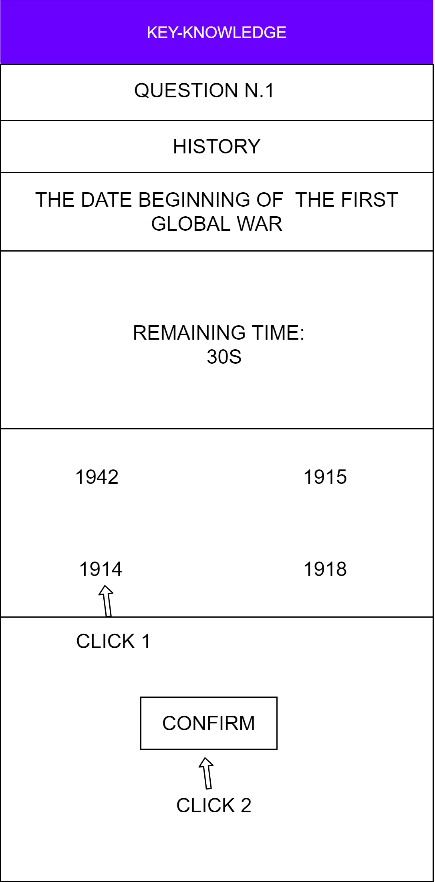 KEY-KNOWLEDGE
QUESTION N.1
HISTORY
THE DATE BEGINNING OF THE FIRST
GLOBAL WAR
REMAINING TIME:
30S
1942 1915
1914 1918
CLICK 1
CONFIRM
CLICK 2